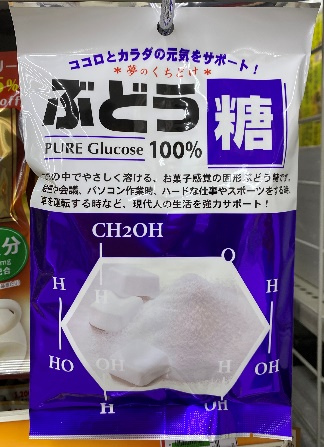 ココロとカラダの元気をサポート！
＊夢のくちどけ＊
ぶどう糖
PURE Glucose 100%
の中でやさしく溶ける、お菓子感覚の固形ぶどう糖です。
や会議、パソコン作業時、ハードな仕事やスポーツをする時、
を運転する時など、現代人の生活を強力サポート！
CH2OH
O
H
H
H
HO
OH
H
OH
H
OH
分